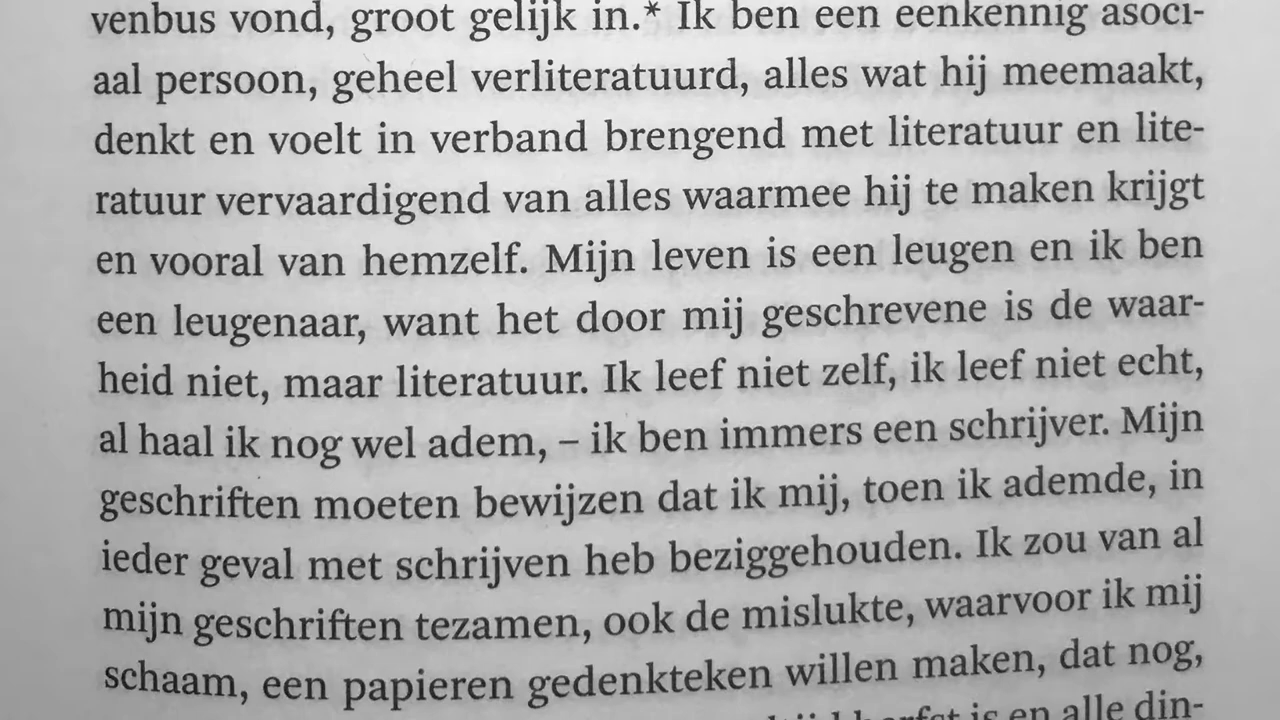 venbus vond, groot gelijk in.* Ik ben een eenkennig asoci-
aal persoon, geheel verliteratuurd, alles wat hij meemaakt,
denkt en voelt in verband brengend met literatuur en lite-
ratuur vervaardigend van alles waarmee hij te maken krijgt
en vooral van hemzelf. Mijn leven is een leugen en ik ben
een leugenaar, want het door mij geschrevene is de waar-
heid niet, maar literatuur. Ik leef niet zelf, ik leef niet echt,
al haal ik nog wel adem, – ik ben immers een schrijver. Mijn
geschriften moeten bewijzen dat ik mij, toen ik ademde, in
ieder geval met schrijven heb beziggehouden. Ik zou van al
mijn geschriften tezamen, ook de mislukte, waarvoor ik mij
schaam, een papieren gedenkteken willen maken, dat nog,
is en alle din-